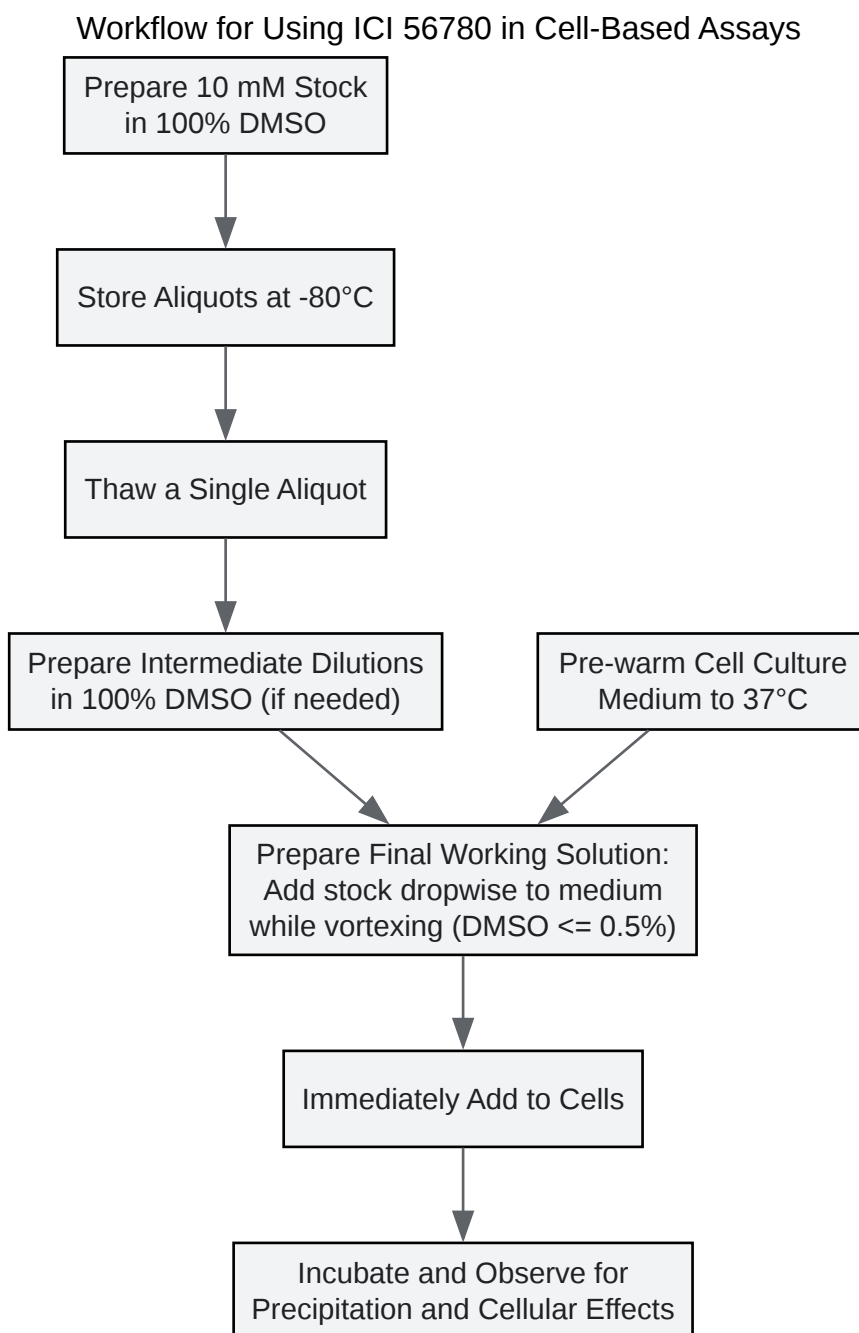 Workflow for Using ICI 56780 in Cell-Based Assays
Prepare 10 mM Stock
in 100% DMSO
Store Aliquots at -80°C
Thaw a Single Aliquot
Prepare Intermediate Dilutions
in 100% DMSO (if needed)
Pre-warm Cell Culture
Medium to 37°C
Prepare Final Working Solution:
Add stock dropwise to medium
while vortexing (DMSO <= 0.5%)
Immediately Add to Cells
Incubate and Observe for
Precipitation and Cellular Effects